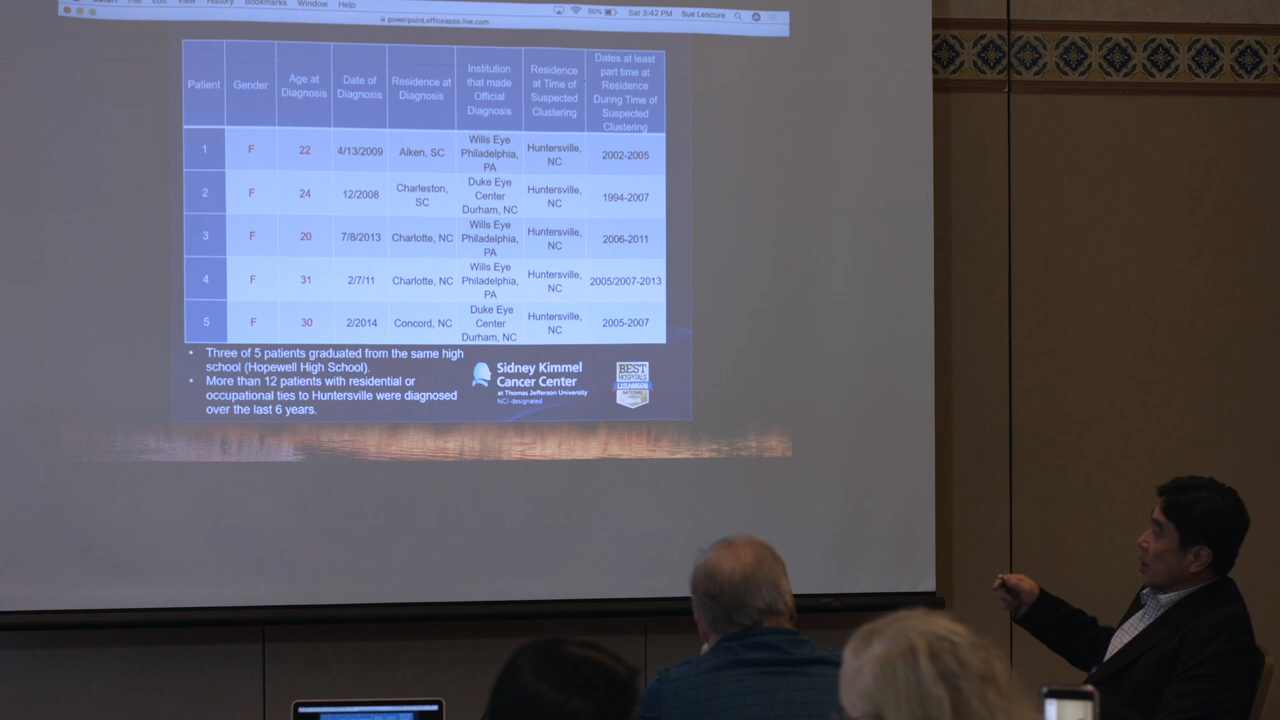 File Edit View History Bookmarks Window Help
60% Sat 3:42 PM Sue Lescure
powerpoint.officeapps.live.com
Patient Gender Age at Diagnosis Date of Diagnosis Residence at Diagnosis Institution that made Official Diagnosis Residence at Time of Suspected Clustering Dates at least part time at Residence During Time of Suspected Clustering
1 F 22 4/13/2009 Aiken, SC Wills Eye Philadelphia, PA Huntersville, NC 2002-2005
2 F 24 12/2008 Charleston, SC Duke Eye Center Durham, NC Huntersville, NC 1994-2007
3 F 20 7/8/2013 Charlotte, NC Wills Eye Philadelphia, PA Huntersville, NC 2006-2011
4 F 31 2/7/11 Charlotte, NC Wills Eye Philadelphia, PA Huntersville, NC 2005/2007-2013
5 F 30 2/2014 Concord, NC Duke Eye Center Durham, NC Huntersville, NC 2005-2007
• Three of 5 patients graduated from the same high
school (Hopewell High School).
• More than 12 patients with residential or
occupational ties to Huntersville were diagnosed
over the last 6 years.
Sidney Kimmel
Cancer Center
at Thomas Jefferson University
NCI-designated
BEST
HOSPITALS